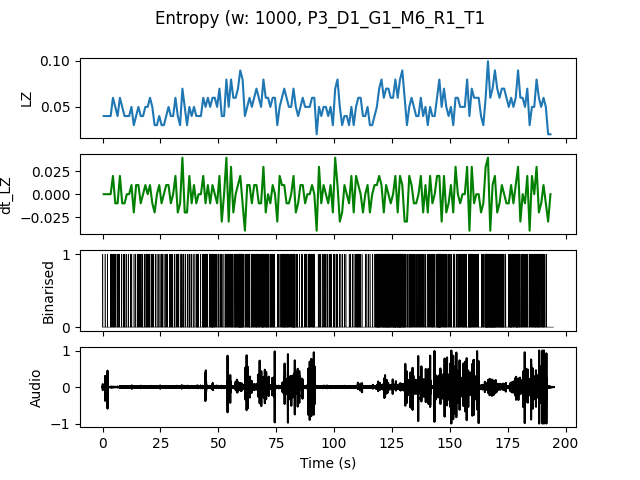 Entropy (w: 1000, P3_D1_G1_M6_R1_T1
0.10
0.05
LZ
0.025
0.000
−0.025
dt_LZ
1
0
Binarised
1
0
−1
Audio
0 25 50 75 100 125 150 175 200
Time (s)